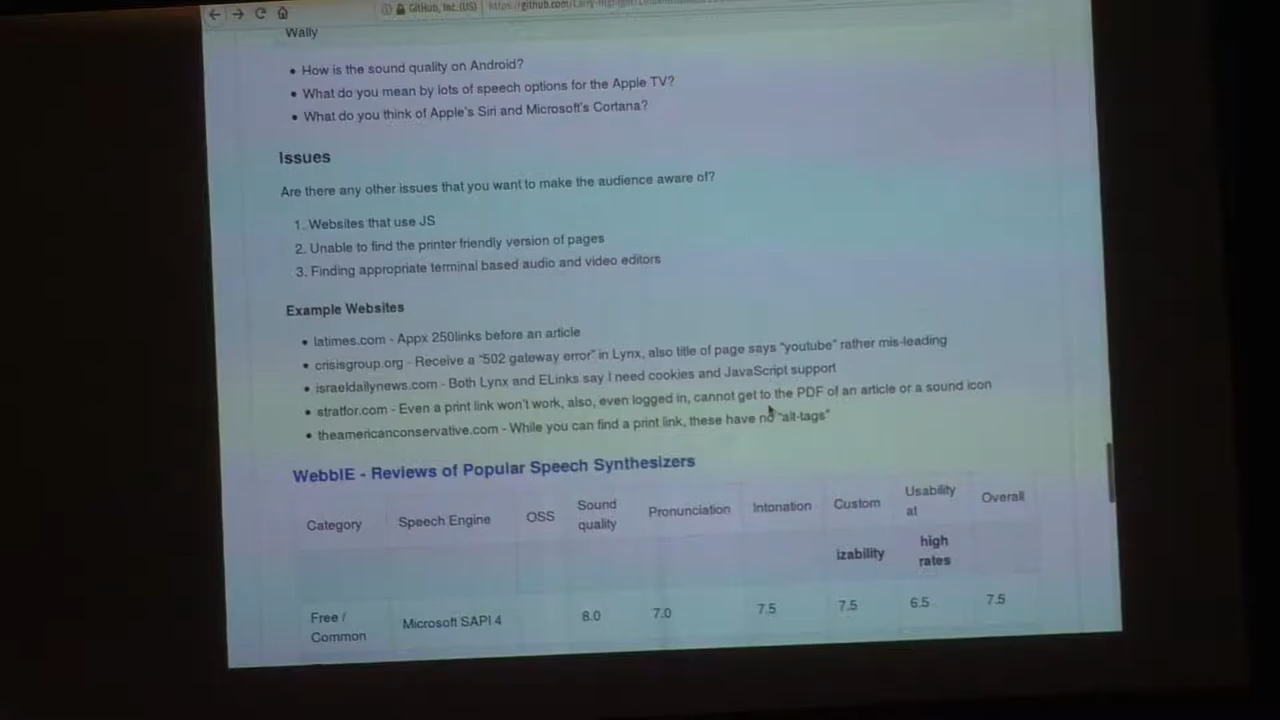 GitHub, Inc. (US) https://github.com/
Wally
• How is the sound quality on Android?
• What do you mean by lots of speech options for the Apple TV?
• What do you think of Apple's Siri and Microsoft's Cortana?
Issues
Are there any other issues that you want to make the audience aware of?
1. Websites that use JS
2. Unable to find the printer friendly version of pages
3. Finding appropriate terminal based audio and video editors
Example Websites
• latimes.com - Appx 250links before an article
• crisisgroup.org - Receive a "502 gateway error" in Lynx, also title of page says "youtube" rather mis-leading
• israeldailynews.com - Both Lynx and ELinks say I need cookies and JavaScript support
• stratfor.com - Even a print link won't work, also, even logged in, cannot get to the PDF of an article or a sound icon
• theamericanconservative.com - While you can find a print link, these have no "alt-tags"
WebbIE - Reviews of Popular Speech Synthesizers
Category Speech Engine OSS Sound quality Pronunciation Intonation Custom Usability at Overall
izability high rates
Free / Common Microsoft SAPI 4 8.0 7.0 7.5 7.5 6.5 7.5